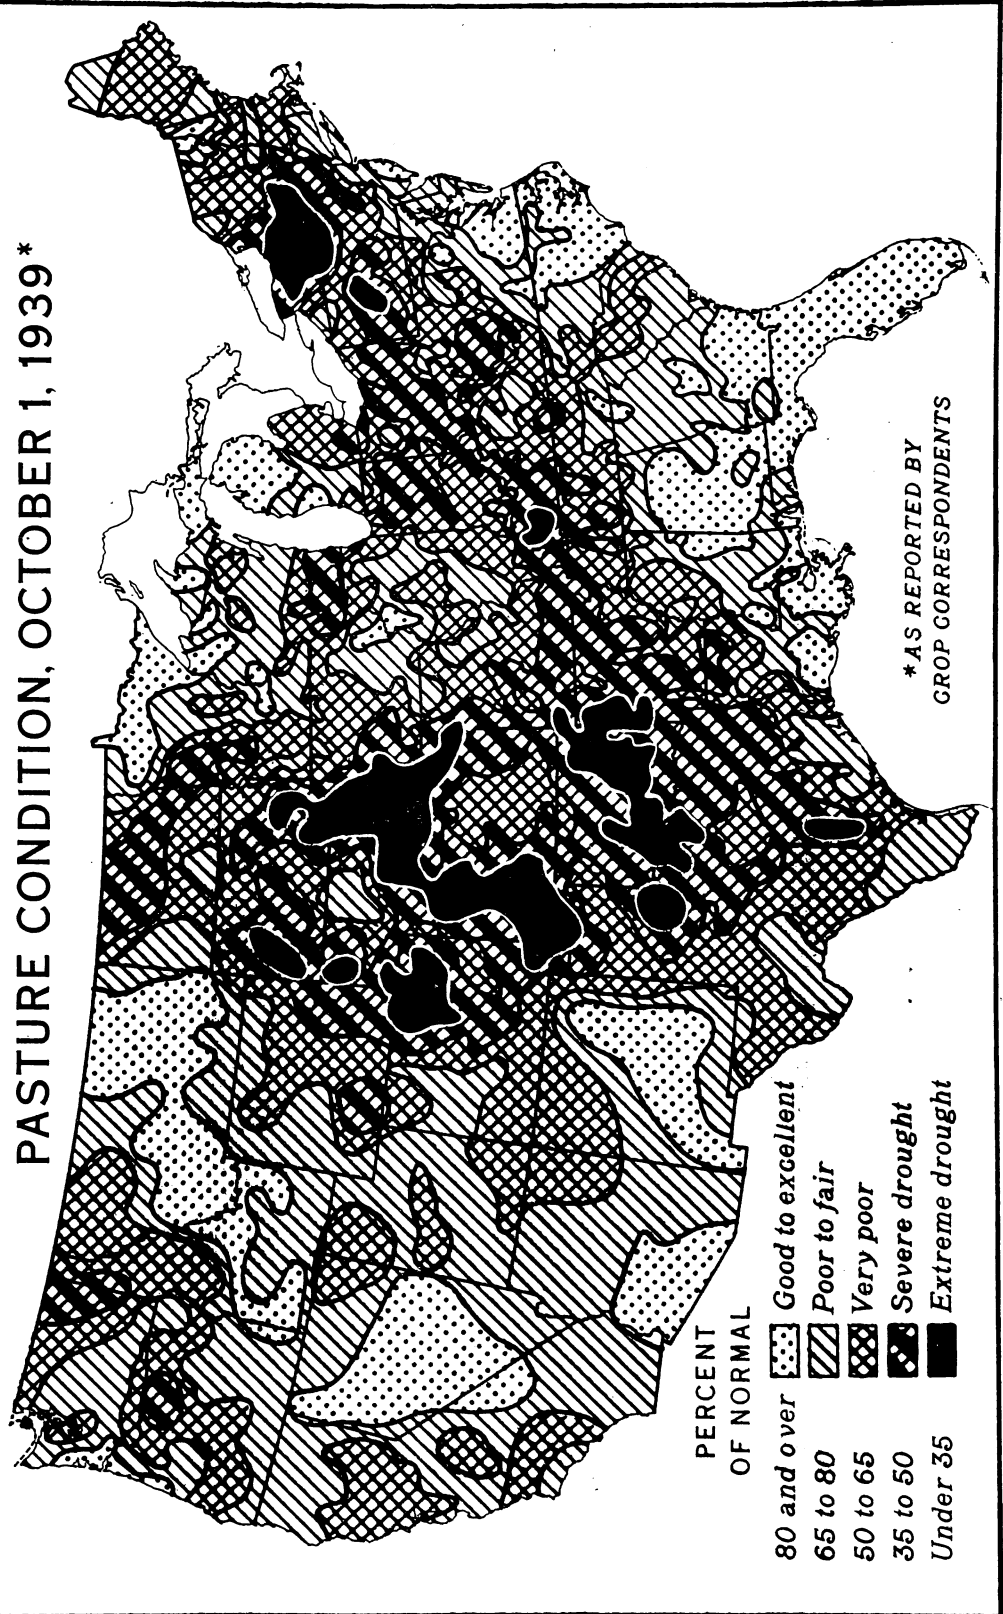 PASTURE CONDITION, OCTOBER 1, 1939*
*AS REPORTED BY
CROP CORRESPONDENTS
PERCENT
OF NORMAL
80 and over Good to excellent
65 to 80 Poor to fair
50 to 65 Very poor
35 to 50 Severe drought
Under 35 Extreme drought